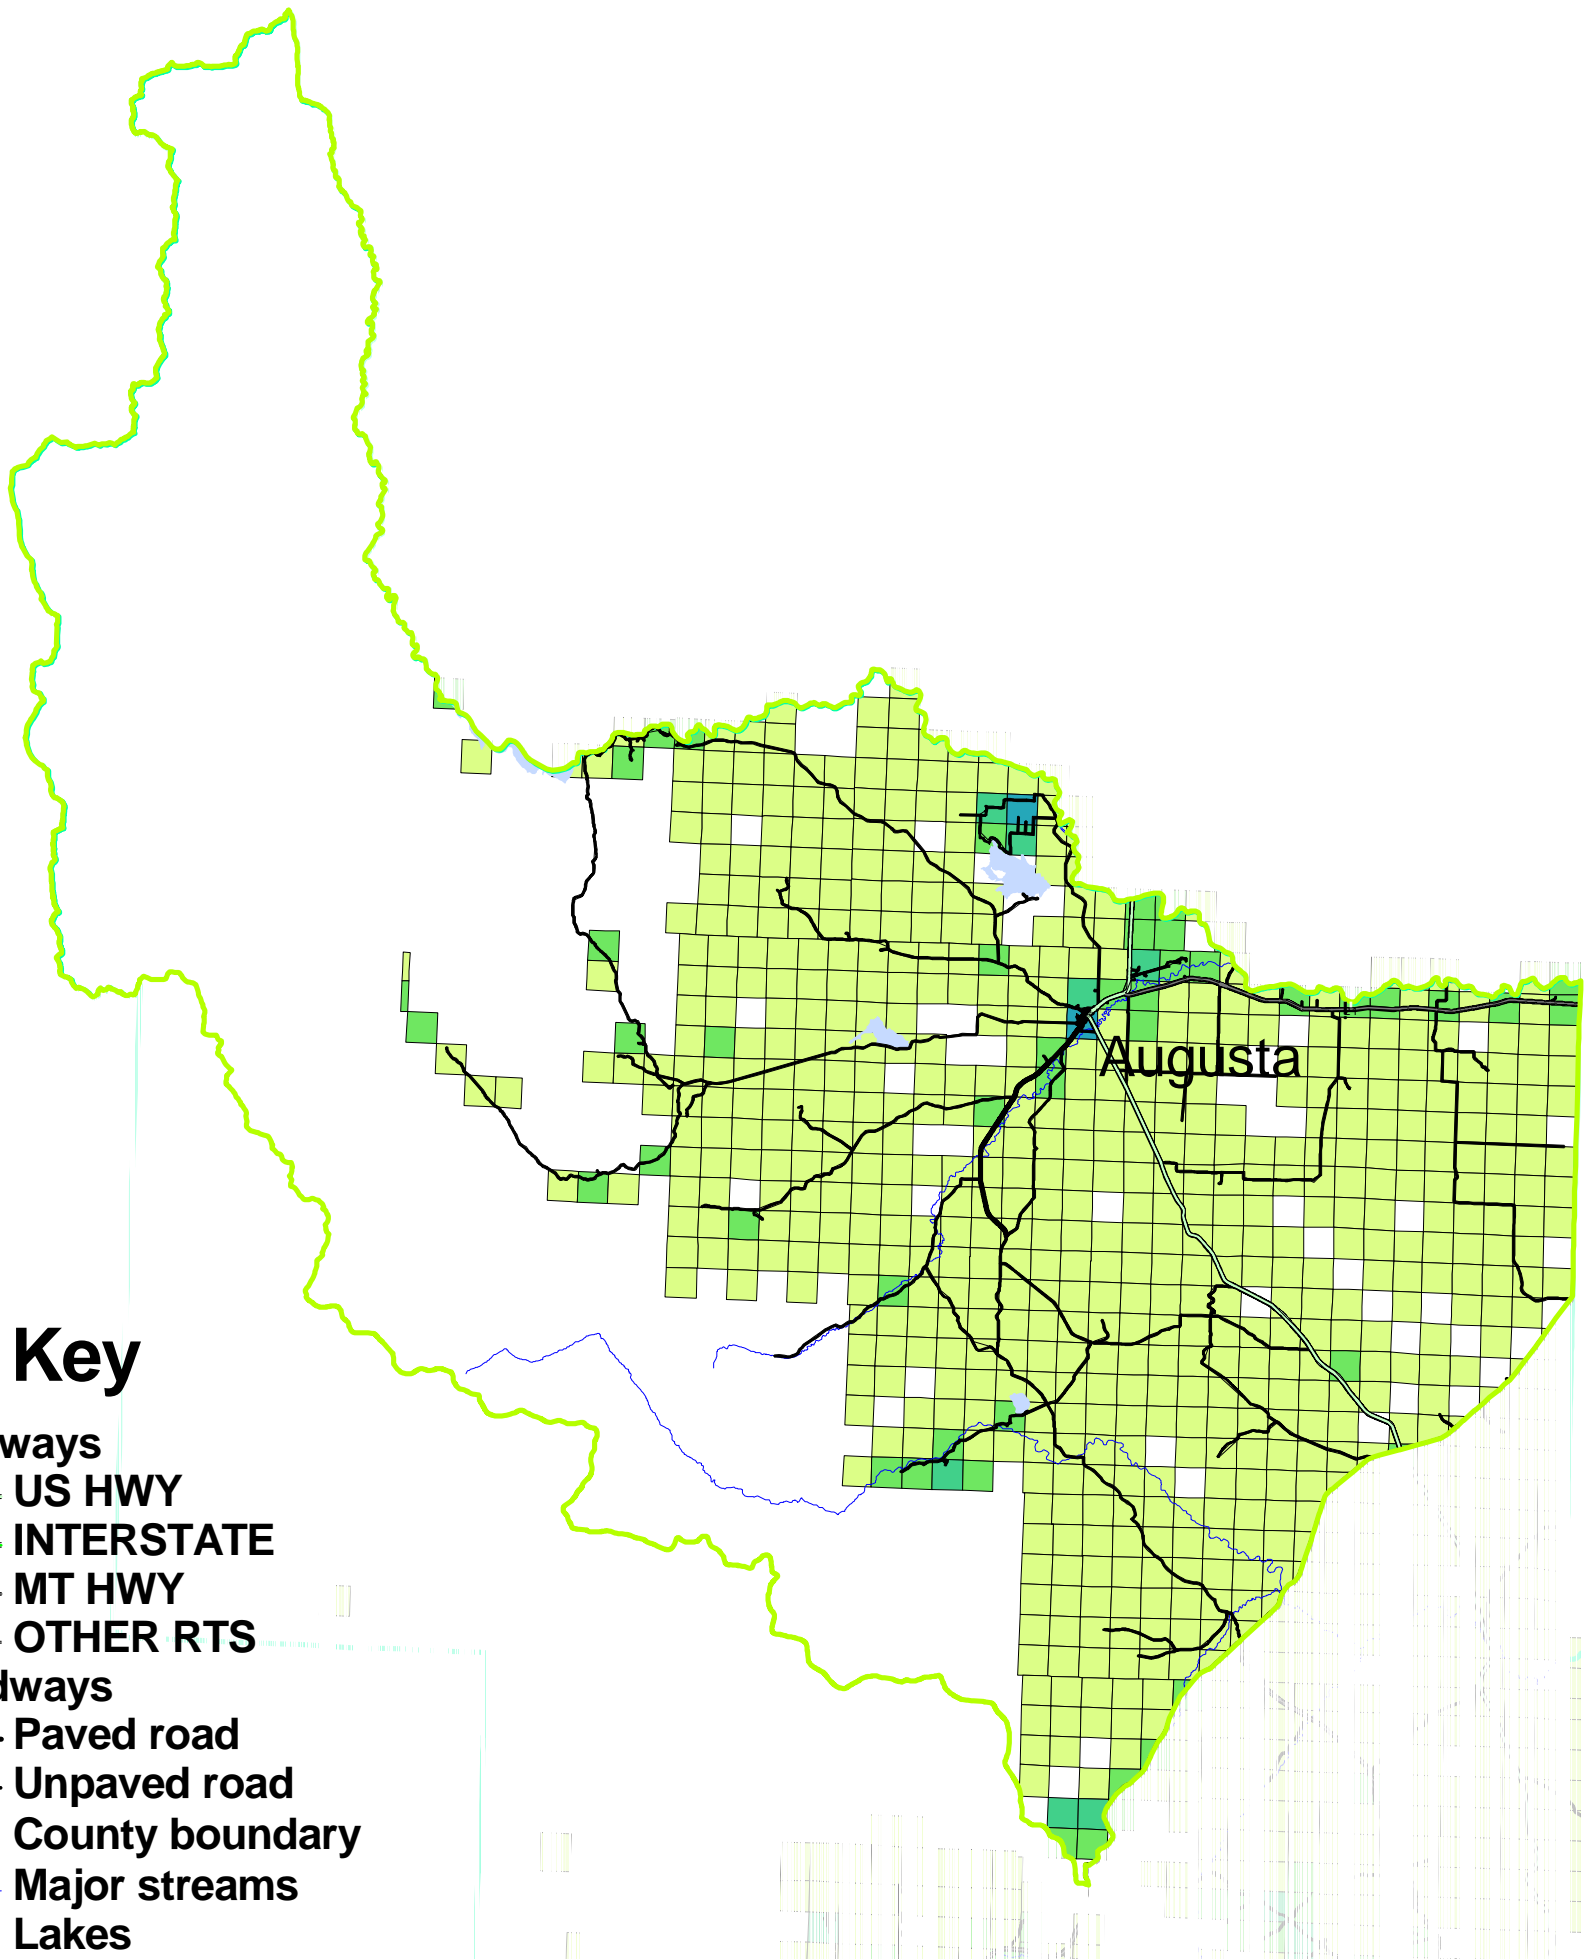 Augusta
Key
ways
US HWY
INTERSTATE
MT HWY
OTHER RTS
dways
Paved road
Unpaved road
County boundary
Major streams
Lakes